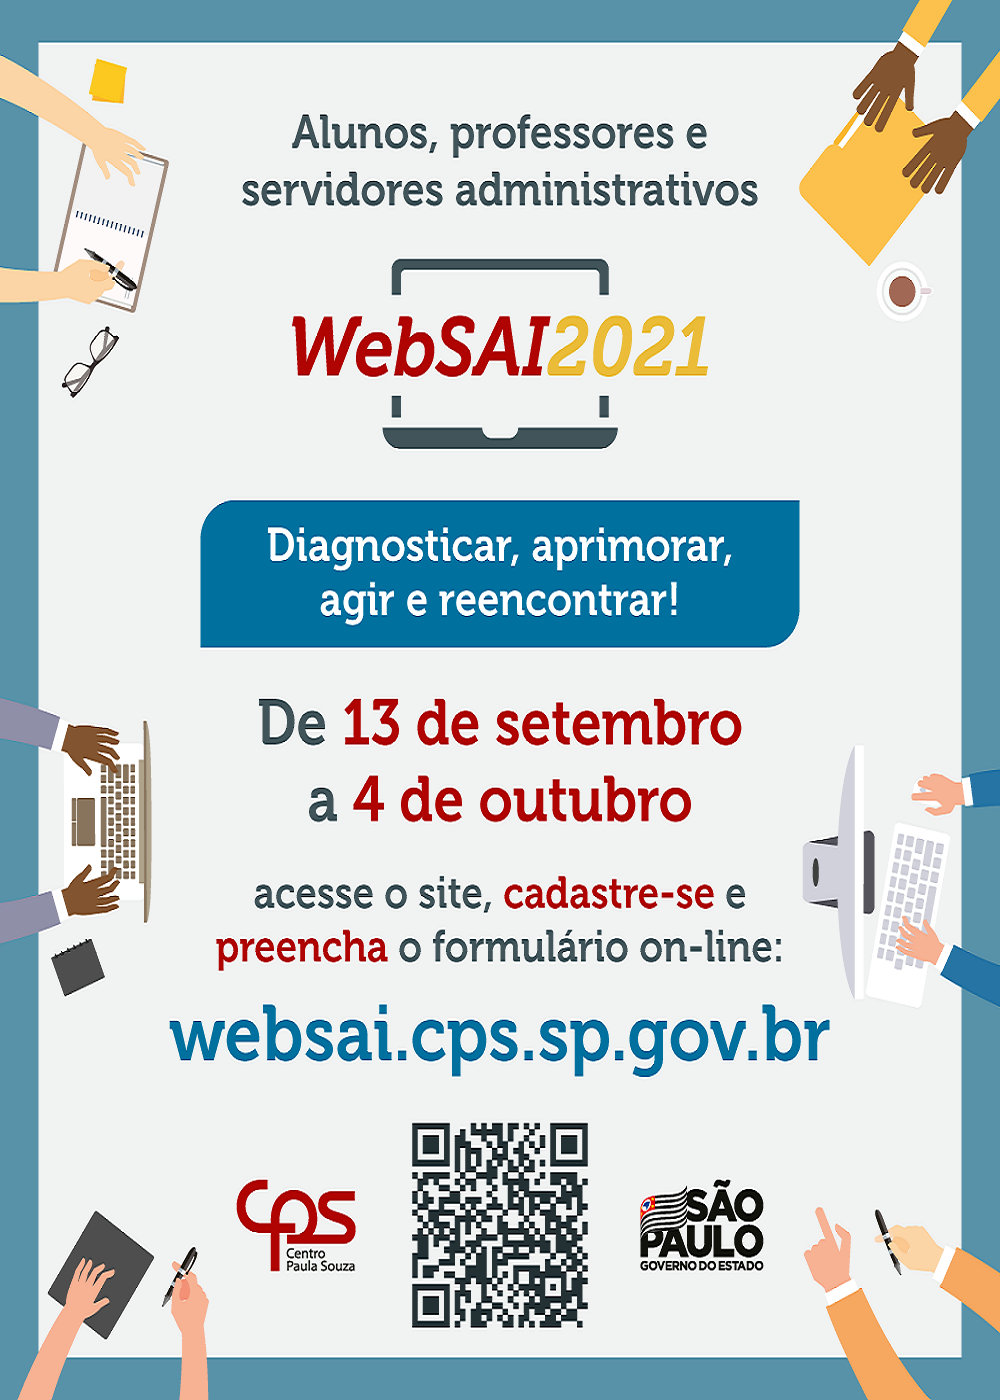 Alunos, professores e
servidores administrativos
WebSAI2021
Diagnosticar, aprimorar,
agir e reencontrar!
De 13 de setembro
a 4 de outubro
acesse o site, cadastre-se e
preencha o formulário on-line:
websai.cps.sp.gov.br
cps
Centro
Paula Souza
SÃO
PAULO
GOVERNO DO ESTADO